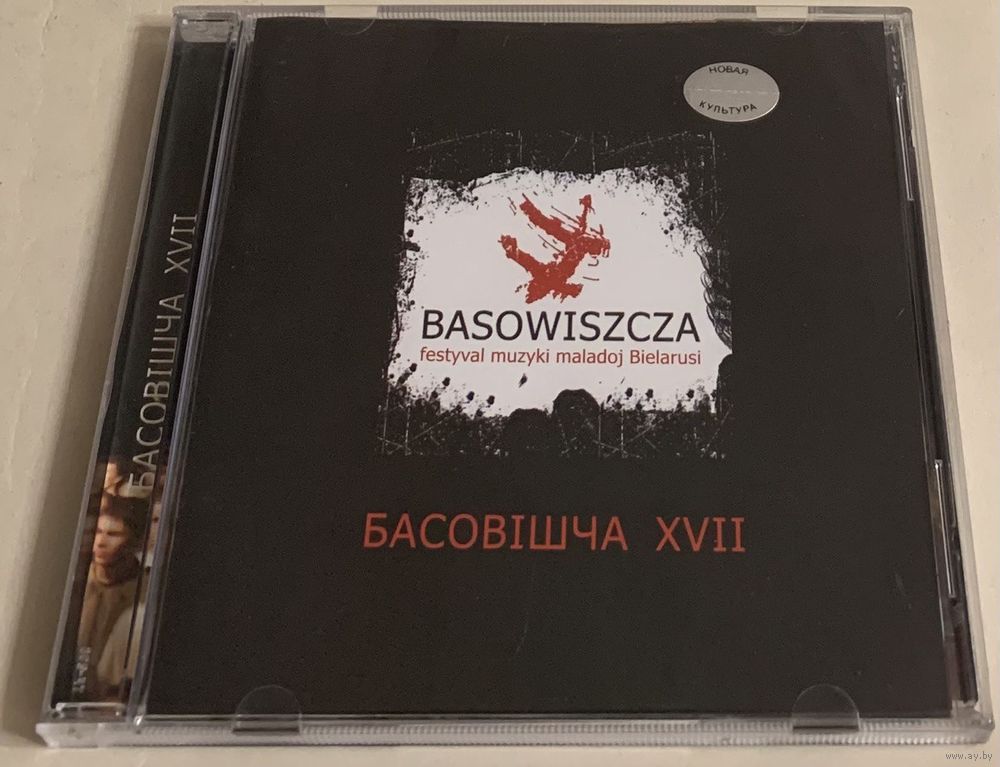 НОВАЯ
КУЛЬТУРА
BASOWISZCZA
festyval muzyki maladoj Bielarusi
БАСОВІШЧА XVII
БАСОВІШЧА XVII
www.ay.by